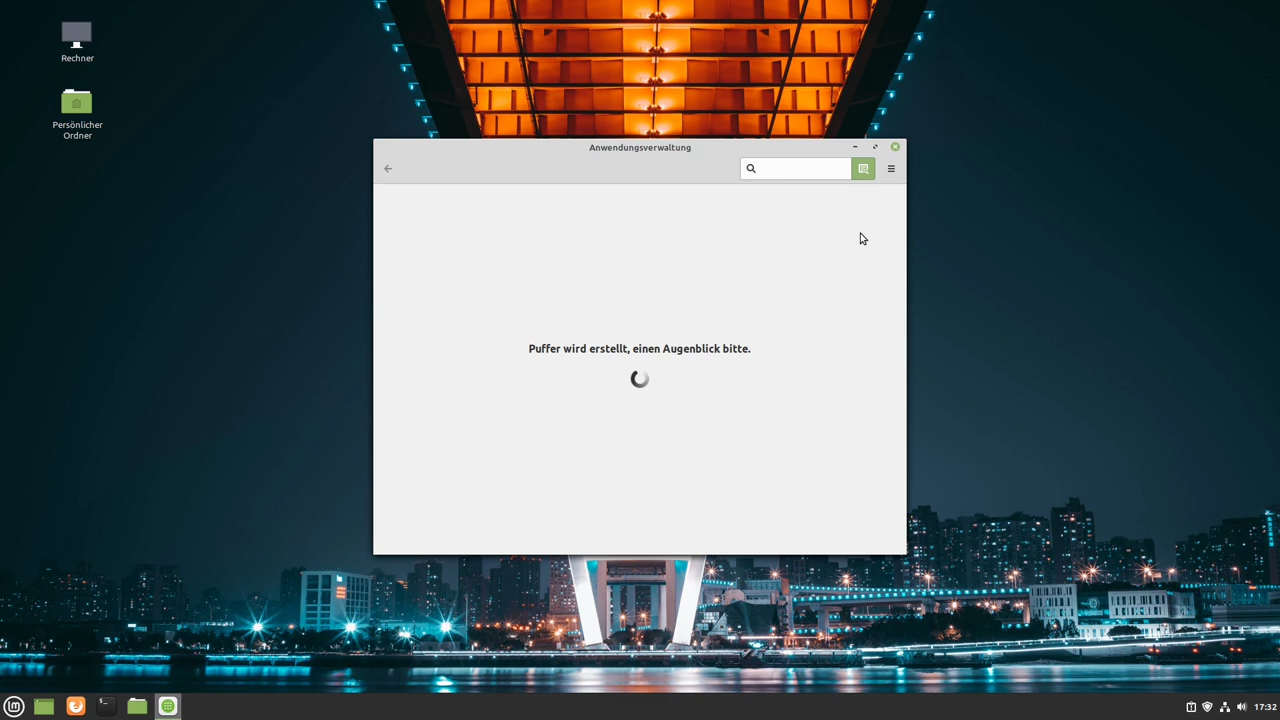 Rechner
Persönlicher
Ordner
Anwendungsverwaltung
Puffer wird erstellt, einen Augenblick bitte.
17:32